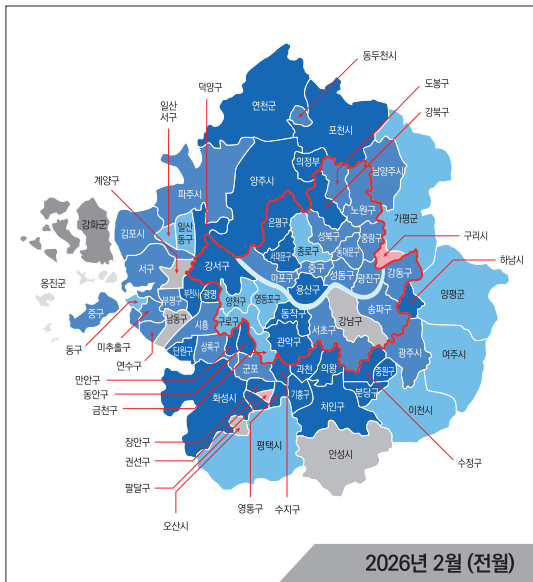 동두천시
도봉구
강북구
덕양구
일산
서구
계양구
연천군
포천시
의정부
남양주시
양주시
파주시
노원구
가평군
강화군
김포시
일산
동구
은평구
성북구
중랑구
구리시
서대문구
종로구
동대문구
서구
강서구
중구
성동구
광진구
강동구
하남시
옹진군
마포구
용산구
부평구
부천시
광명
양천구
영등포구
양평군
중구
남동구
시흥
구로구
동작구
서초구
강남구
송파구
동구
미추홀구
연수구
단원구
상록구
관악구
광주시
여주시
만안구
동안구
금천구
군포
과천
의왕
중원구
분당구
이천시
화성시
기흥구
처인구
수정구
장안구
권선구
팔달구
오산시
평택시
영통구
수지구
안성시
2026년 2월 (전월)